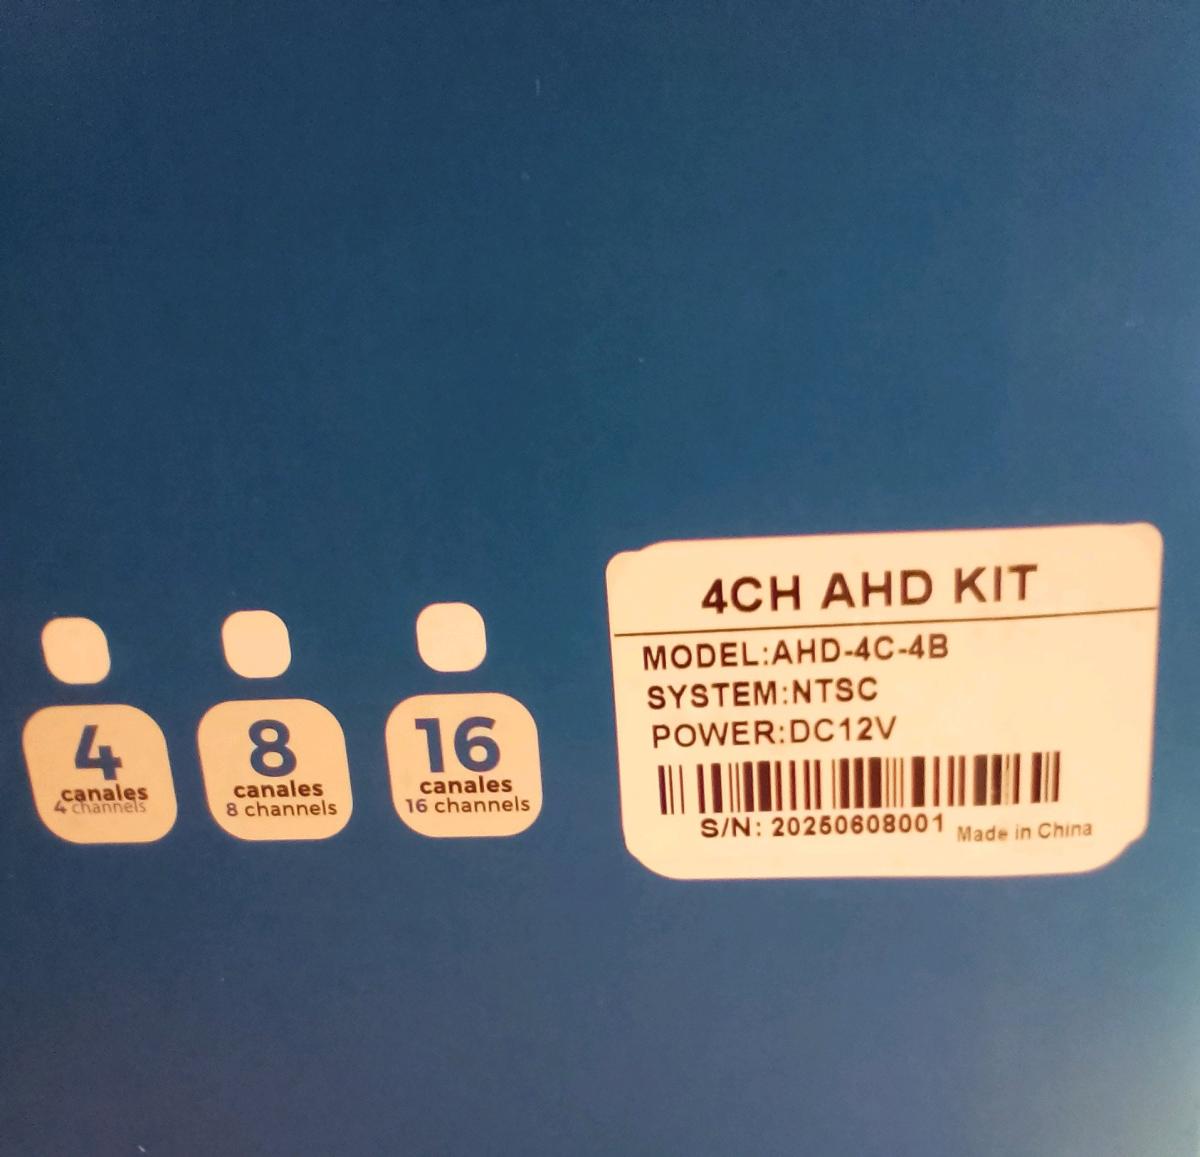 4
canales
4 channels
8
canales
8 channels
16
canales
16 channels
4CH AHD KIT
MODEL:AHD-4C-4B
SYSTEM:NTSC
POWER:DC12V
S/N: 20250608001
Made in China